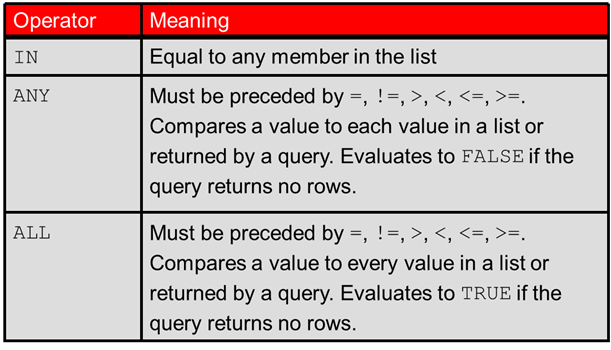 Operator Meaning
IN Equal to any member in the list
ANY Must be preceded by =, !=, >, <, <=, >=.
Compares a value to each value in a list or
returned by a query. Evaluates to FALSE if the
query returns no rows.
ALL Must be preceded by =, !=, >, <, <=, >=.
Compares a value to every value in a list or
returned by a query. Evaluates to TRUE if the
query returns no rows.